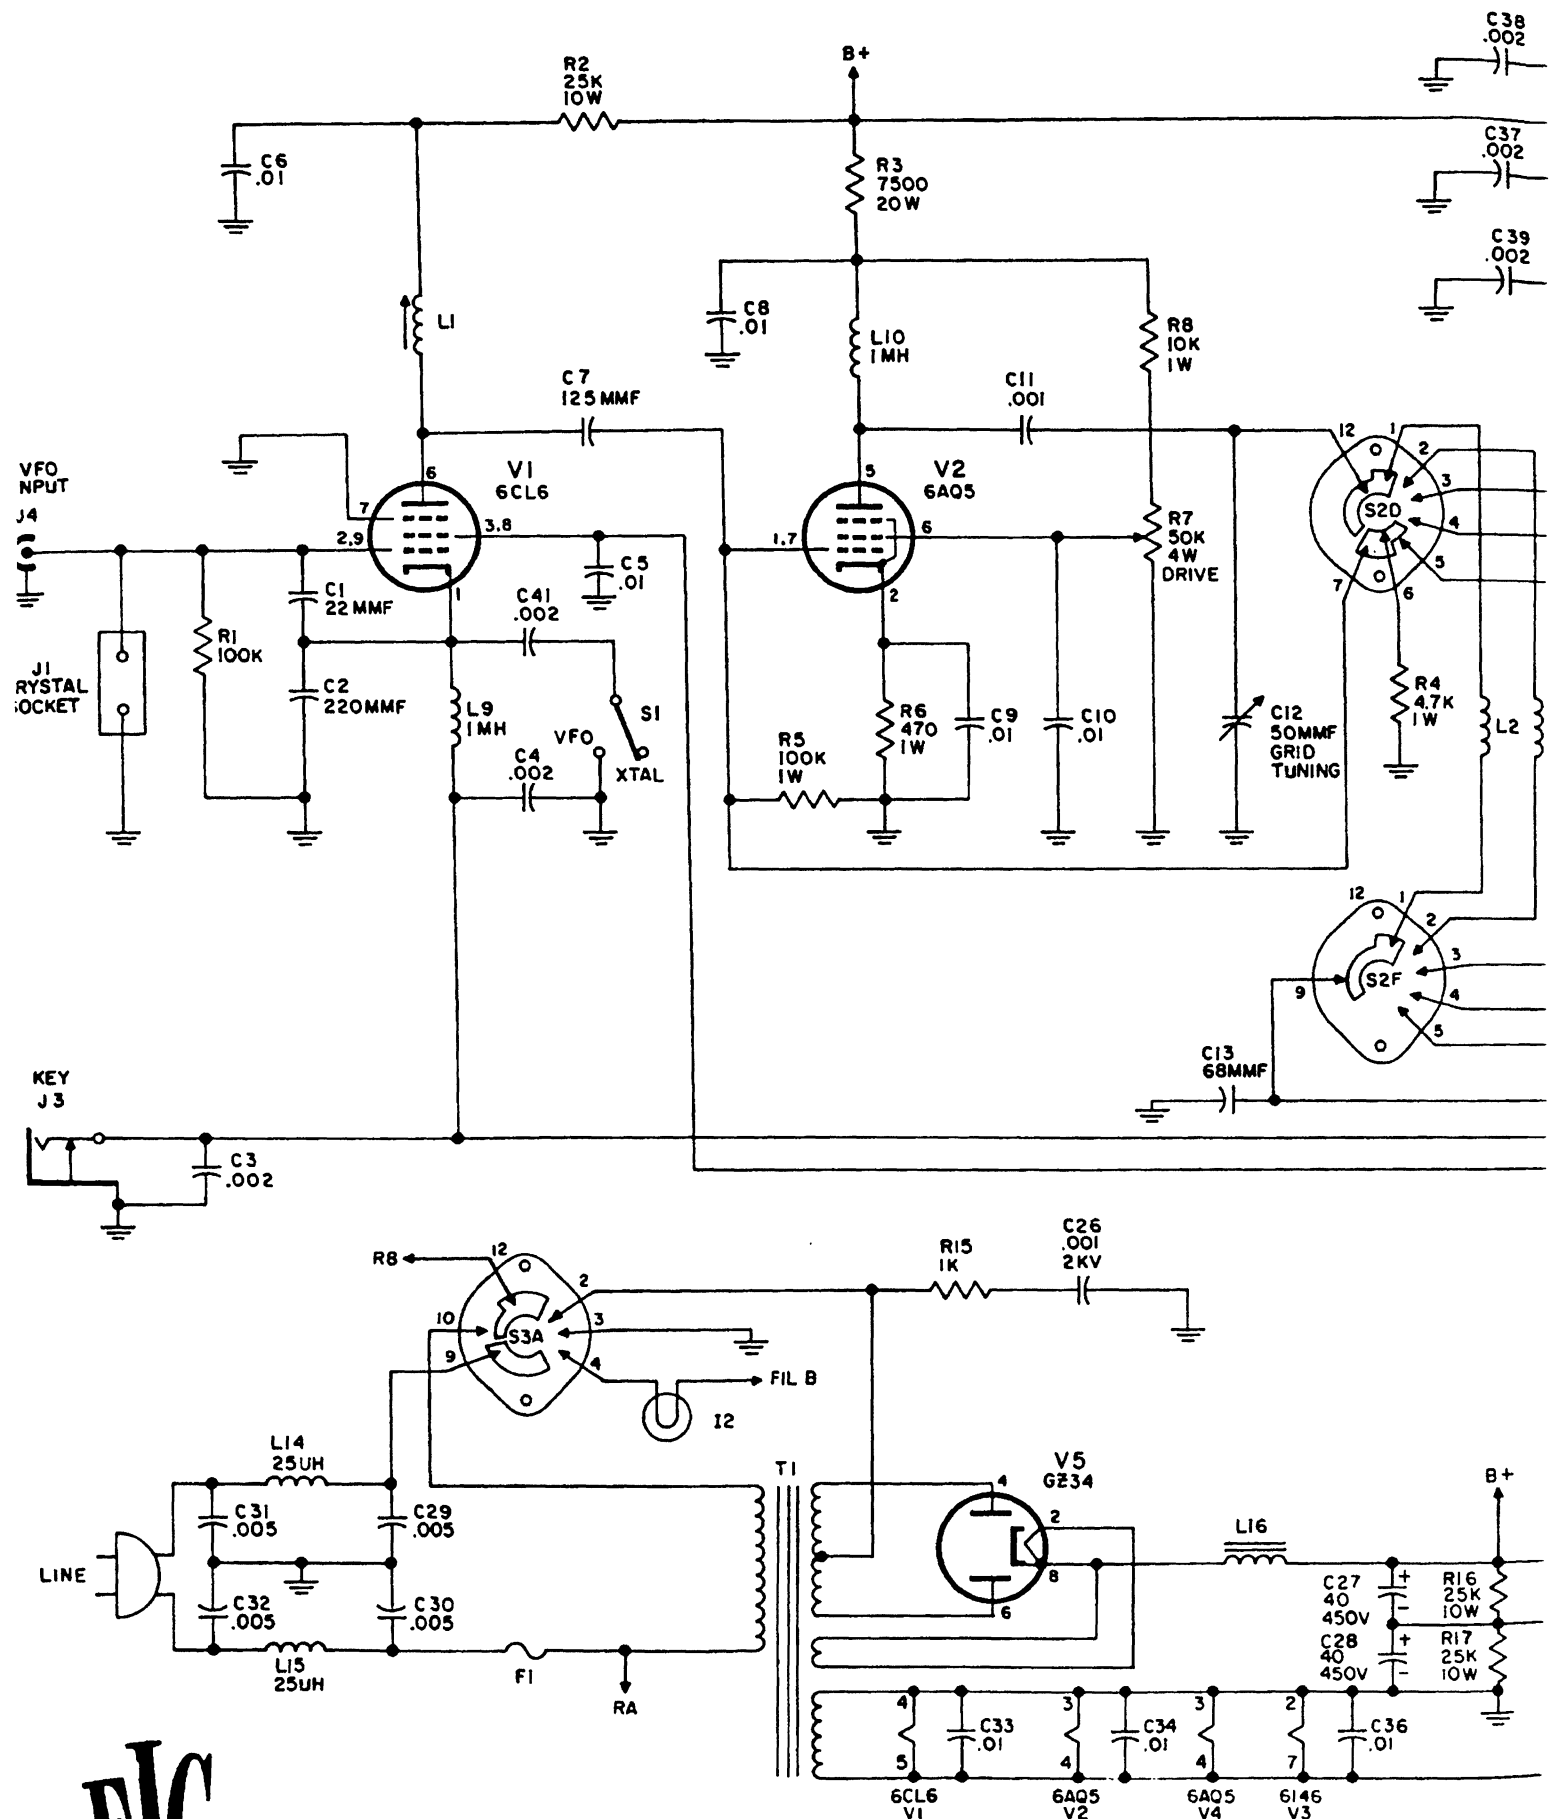 C38
.002
B+
R2
25K
10W
C37
.002
C6
.01
R3
7500
20W
C39
.002
L1
C8
.01
L10
1MH
R8
10K
1W
C7
125MMF
C11
.001
12
1
2
3
4
5
6
7
S2D
VFO
NPUT
J4
6
V1
6CL6
7
2,9
3.8
1
5
V2
6AQ5
6
1,7
2
R7
50K
4W
DRIVE
C5
.01
C1
22MMF
C41
.002
R1
100K
J1
RYSTAL
OCKET
C2
220MMF
L9
1MH
S1
VFO
XTAL
C4
.002
R5
100K
1W
R6
470
1W
C9
.01
C10
.01
C12
50MMF
GRID
TUNING
R4
4.7K
1W
L2
12
1
2
3
4
5
9
S2F
C13
68MMF
KEY
J3
C3
.002
R8
12
2
3
4
10
9
S3A
R15
1K
C26
.001
2KV
FIL B
I2
L14
25UH
T1
V5
GZ34
4
2
8
6
B+
L16
C31
.005
C29
.005
LINE
C32
.005
C30
.005
C27
40
450V
+
-
R16
25K
10W
C28
40
450V
+
-
R17
25K
10W
L15
25UH
F1
RA
4
5
C33
.01
3
4
C34
.01
3
4
2
7
C36
.01
6CL6
V1
6AQ5
V2
6AQ5
V4
6146
V3